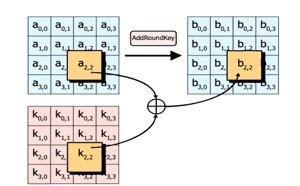 a0,0 a0,1 a0,2 a0,3
a1,0 a1,1 a1,2 a1,3
a2,0 a2,1 a2,2 a2,3
a3,0 a3,1 a3,2 a3,3
AddRoundKey
b0,0 b0,1 b0,2 b0,3
b1,0 b1,1 b1,2 b1,3
b2,0 b2,1 b2,2 b2,3
b3,0 b3,1 b3,2 b3,3
k0,0 k0,1 k0,2 k0,3
k1,0 k1,1 k1,2 k1,3
k2,0 k2,1 k2,2 k2,3
k3,0 k3,1 k3,2 k3,3